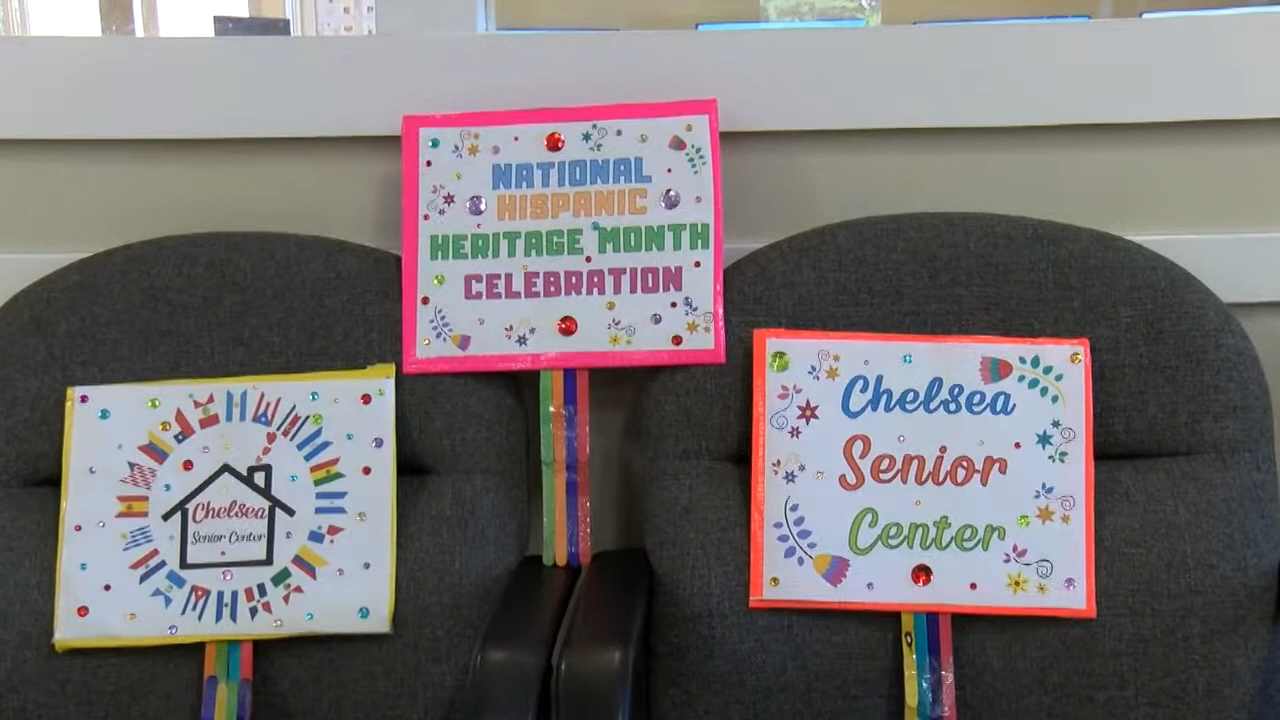 NATIONAL
HISPANIC
HERITAGE MONTH
CELEBRATION
Chelsea
Senior Center
Chelsea
Senior
Center